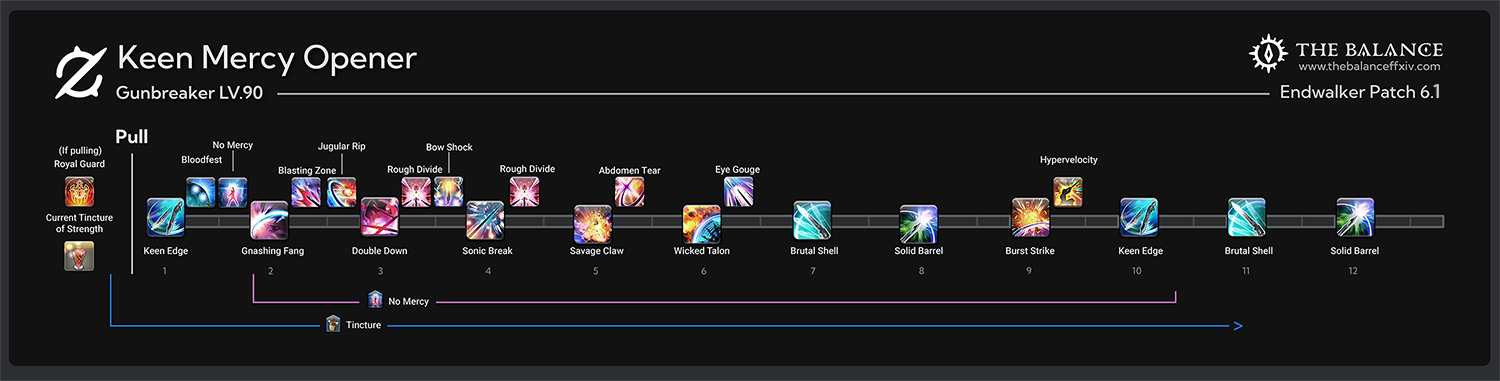 Keen Mercy Opener
THE BALANCE
www.thebalanceffxiv.com
Gunbreaker LV.90
Endwalker Patch 6.1
Pull
(If pulling)
Royal Guard
Current Tincture
of Strength
Bloodfest
No Mercy
Blasting Zone
Jugular Rip
Rough Divide
Bow Shock
Rough Divide
Abdomen Tear
Eye Gouge
Hypervelocity
Keen Edge
Gnashing Fang
Double Down
Sonic Break
Savage Claw
Wicked Talon
Brutal Shell
Solid Barrel
Burst Strike
Keen Edge
Brutal Shell
Solid Barrel
1
2
3
4
5
6
7
8
9
10
11
12
No Mercy
Tincture